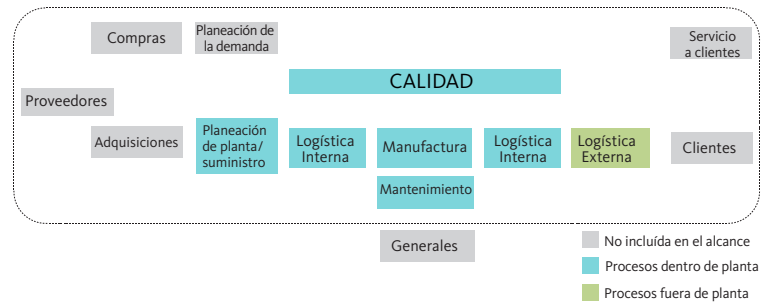 Compras
Planeación de
la demanda
Servicio
a clientes
CALIDAD
Proveedores
Adquisiciones
Planeación
de planta/
suministro
Logística
Interna
Manufactura
Logística
Interna
Logística
Externa
Clientes
Mantenimiento
Generales
No incluída en el alcance
Procesos dentro de planta
Procesos fuera de planta